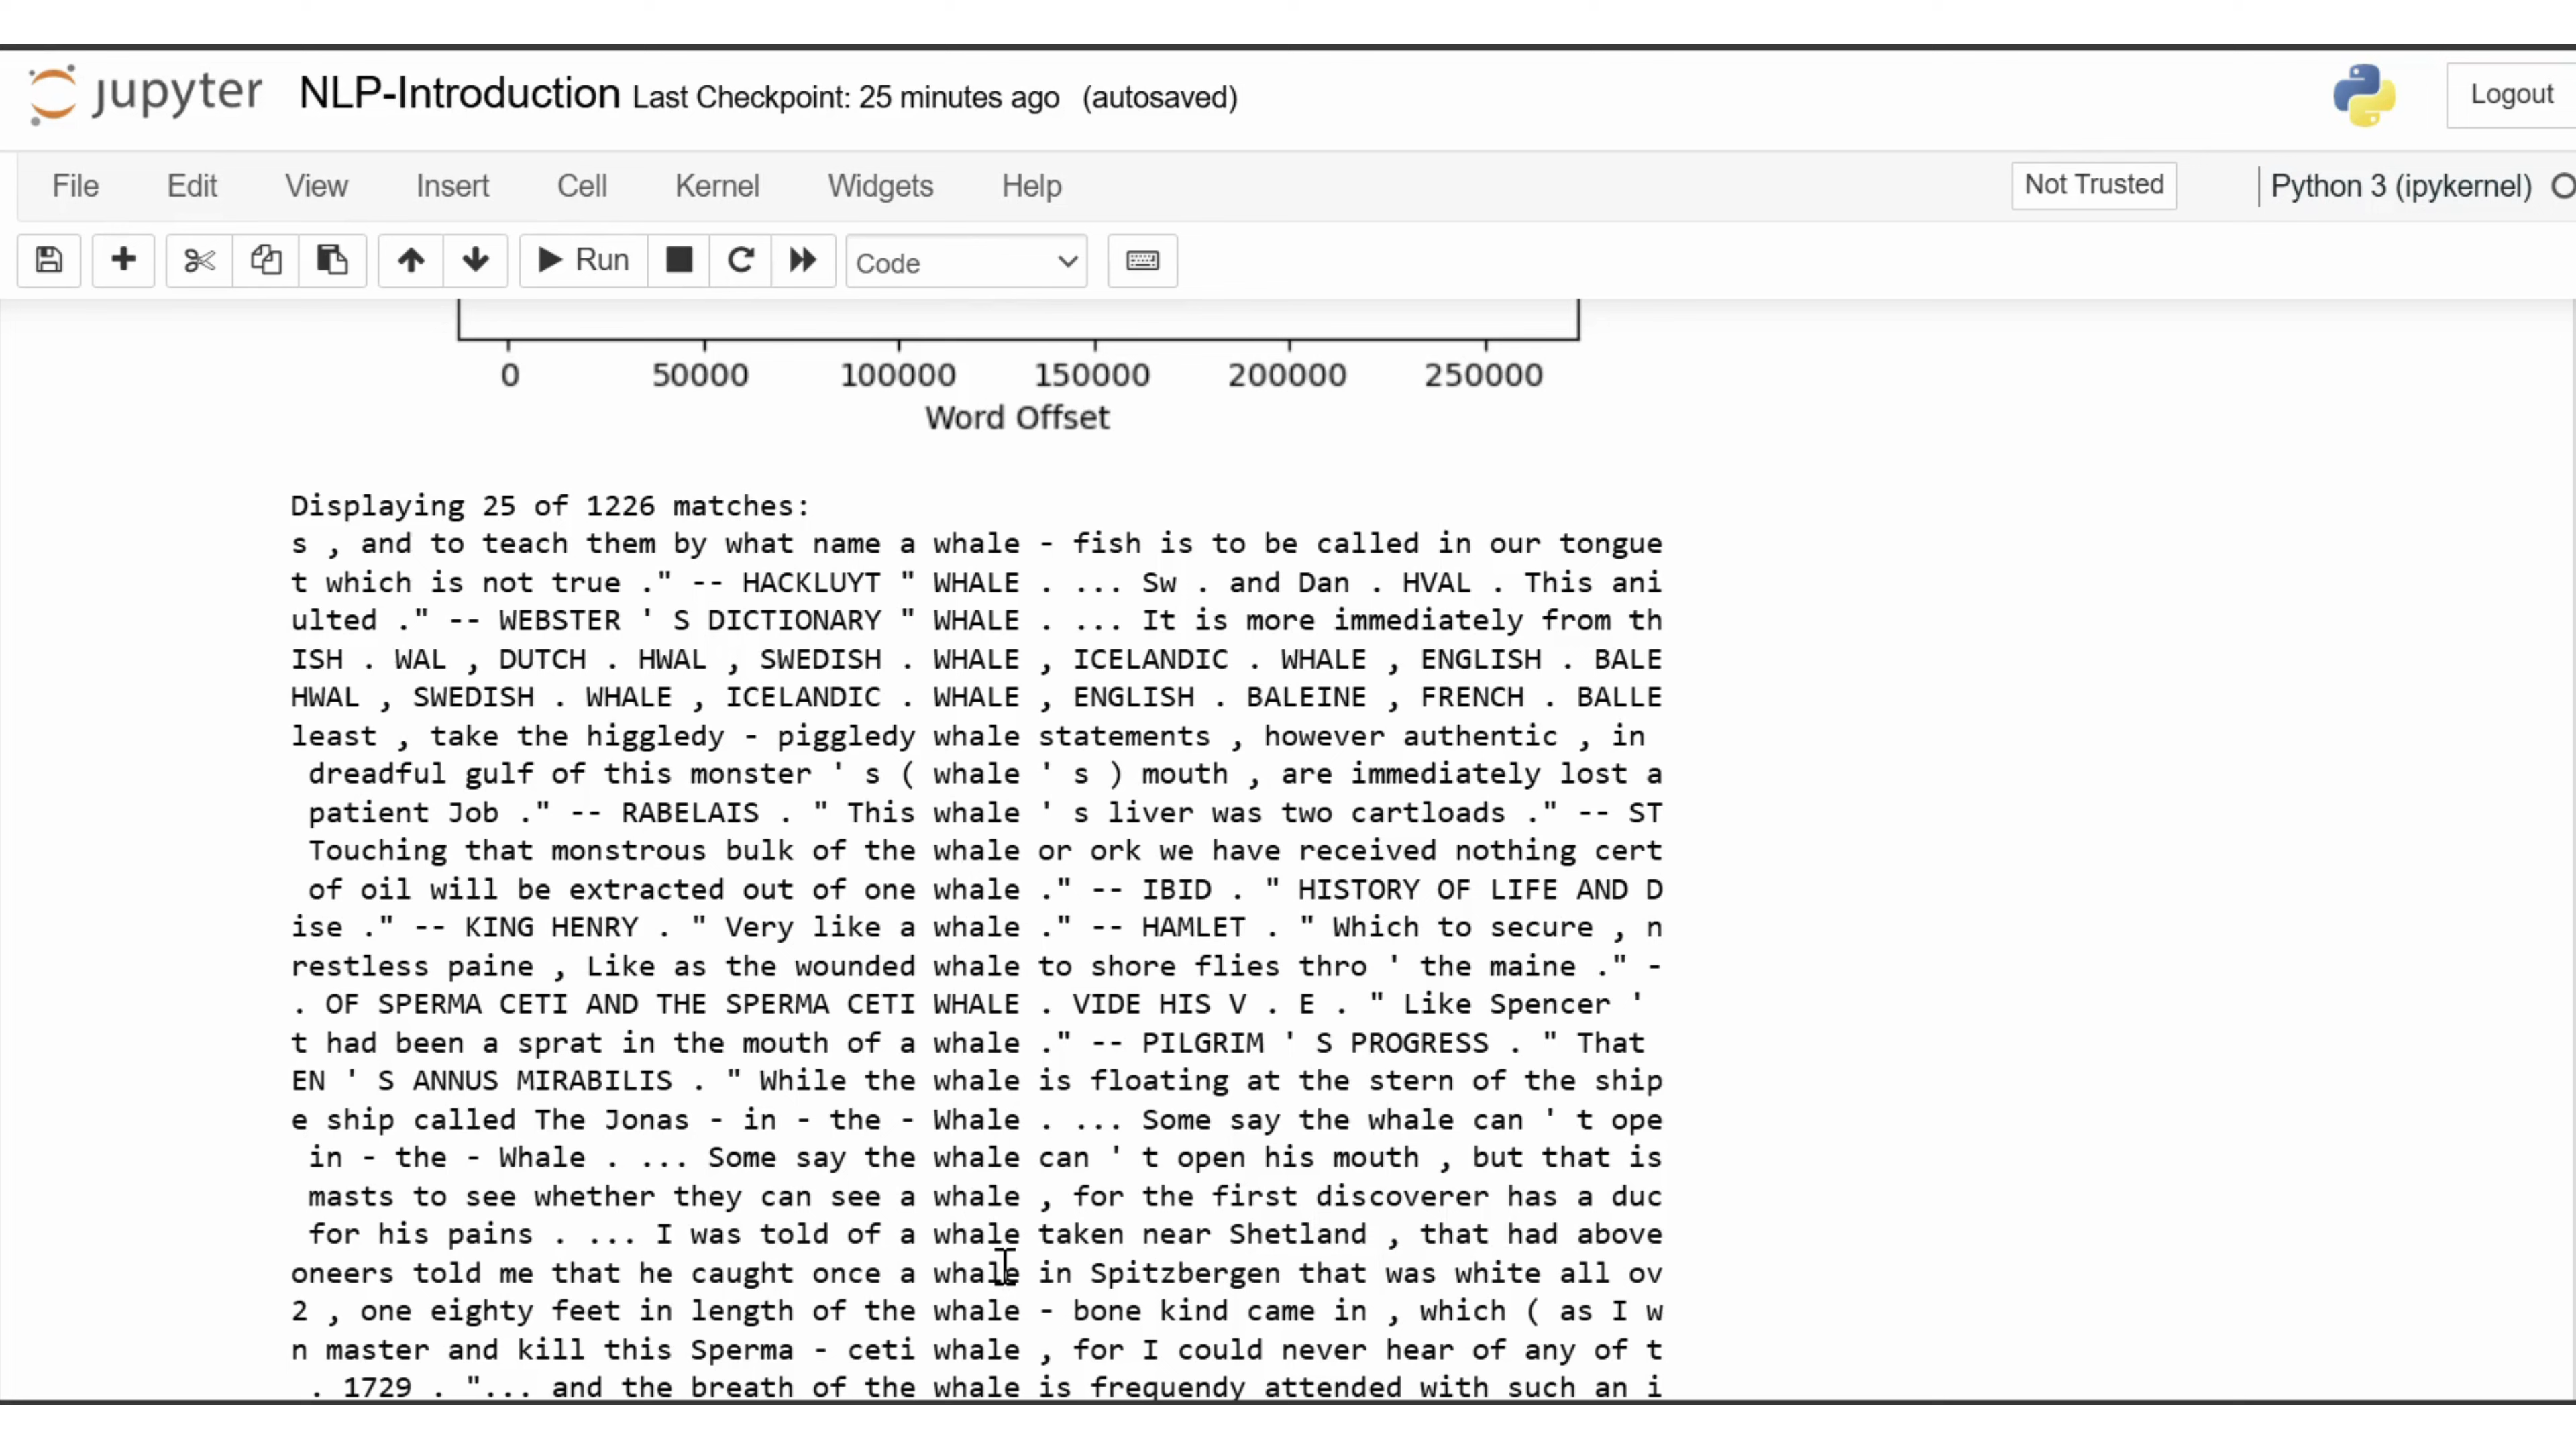 jupyter NLP-Introduction Last Checkpoint: 25 minutes ago (autosaved) Logout
File Edit View Insert Cell Kernel Widgets Help Not Trusted Python 3 (ipykernel)
Run Code
0 50000 100000 150000 200000 250000
Word Offset
Displaying 25 of 1226 matches:
s , and to teach them by what name a whale - fish is to be called in our tongue
t which is not true ." -- HACKLUYT " WHALE . ... Sw . and Dan . HVAL . This ani
ulted ." -- WEBSTER ' S DICTIONARY " WHALE . ... It is more immediately from th
ISH . WAL , DUTCH . HWAL , SWEDISH . WHALE , ICELANDIC . WHALE , ENGLISH . BALE
HWAL , SWEDISH . WHALE , ICELANDIC . WHALE , ENGLISH . BALEINE , FRENCH . BALLE
least , take the higgledy - piggledy whale statements , however authentic , in
dreadful gulf of this monster ' s ( whale ' s ) mouth , are immediately lost a
patient Job ." -- RABELAIS . " This whale ' s liver was two cartloads ." -- ST
Touching that monstrous bulk of the whale or ork we have received nothing cert
of oil will be extracted out of one whale ." -- IBID . " HISTORY OF LIFE AND D
ise ." -- KING HENRY . " Very like a whale ." -- HAMLET . " Which to secure , n
restless paine , Like as the wounded whale to shore flies thro ' the maine ." -
. OF SPERMA CETI AND THE SPERMA CETI WHALE . VIDE HIS V . E . " Like Spencer '
t had been a sprat in the mouth of a whale ." -- PILGRIM ' S PROGRESS . " That
EN ' S ANNUS MIRABILIS . " While the whale is floating at the stern of the ship
e ship called The Jonas - in - the - Whale . ... Some say the whale can ' t ope
in - the - Whale . ... Some say the whale can ' t open his mouth , but that is
masts to see whether they can see a whale , for the first discoverer has a duc
for his pains . ... I was told of a whale taken near Shetland , that had above
oneers told me that he caught once a whale in Spitzbergen that was white all ov
2 , one eighty feet in length of the whale - bone kind came in , which ( as I w
n master and kill this Sperma - ceti whale , for I could never hear of any of t
. 1729 . "... and the breath of the whale is frequendy attended with such an i